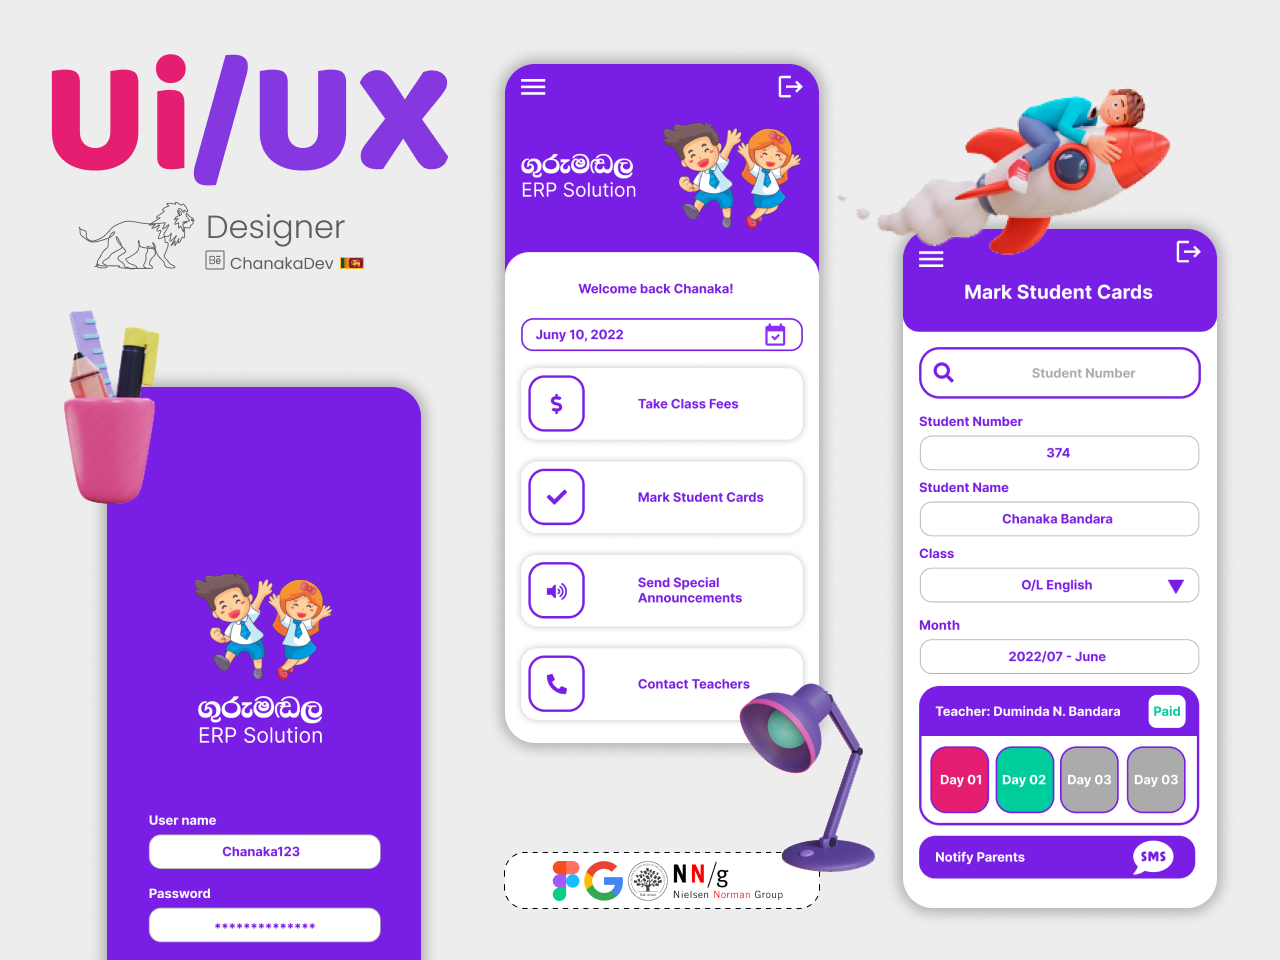 Ui/UX
Designer
Bē ChanakaDev
ගුරුමඬල
ERP Solution
User name
Chanaka123
Password
**************
ගුරුමඬල
ERP Solution
Welcome back Chanaka!
Juny 10, 2022
$
Take Class Fees
Mark Student Cards
Send Special
Announcements
Contact Teachers
G
NN/g
Nielsen Norman Group
Mark Student Cards
Student Number
Student Number
374
Student Name
Chanaka Bandara
Class
O/L English
Month
2022/07 - June
Teacher: Duminda N. Bandara
Paid
Day 01
Day 02
Day 03
Day 03
Notify Parents
SMS